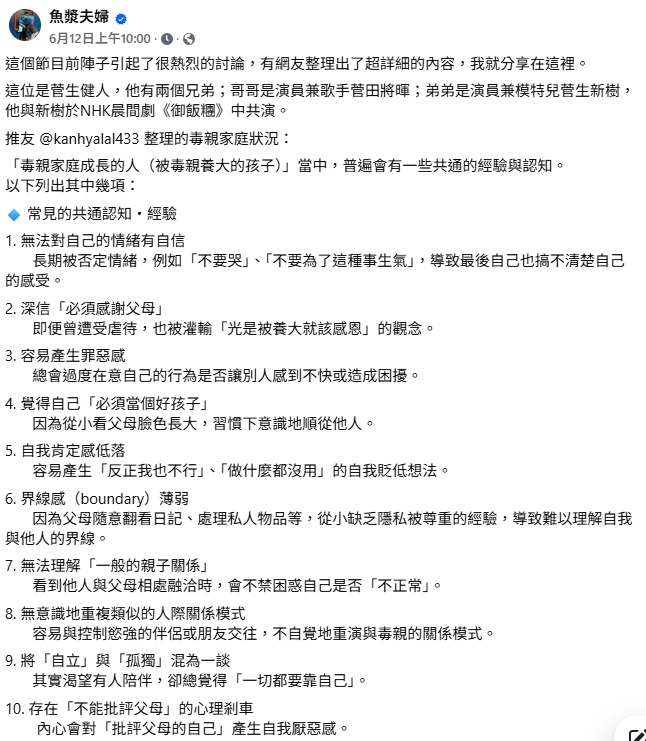 魚漿夫婦
6月12日上午10:00
這個節目前陣子引起了很熱烈的討論，有網友整理出了超詳細的內容，我就分享在這裡。
這位是菅生健人，他有兩個兄弟；哥哥是演員兼歌手菅田將暉；弟弟是演員兼模特兒菅生新樹，
他與新樹於NHK晨間劇《御飯糰》中共演。
推友 @kanhyalal433 整理的毒親家庭狀況：
「毒親家庭成長的人（被毒親養大的孩子）」當中，普遍會有一些共通的經驗與認知。
以下列出其中幾項：
🔹 常見的共通認知・經驗
1. 無法對自己的情緒有自信
長期被否定情緒，例如「不要哭」、「不要為了這種事生氣」，導致最後自己也搞不清楚自己
的感受。
2. 深信「必須感謝父母」
即便曾遭受虐待，也被灌輸「光是被養大就該感恩」的觀念。
3. 容易產生罪惡感
總會過度在意自己的行為是否讓別人感到不快或造成困擾。
4. 覺得自己「必須當個好孩子」
因為從小看父母臉色長大，習慣下意識地順從他人。
5. 自我肯定感低落
容易產生「反正我也不行」、「做什麼都沒用」的自我貶低想法。
6. 界線感（boundary）薄弱
因為父母隨意翻看日記、處理私人物品等，從小缺乏隱私被尊重的經驗，導致難以理解自我
與他人的界線。
7. 無法理解「一般的親子關係」
看到他人與父母相處融洽時，會不禁困惑自己是否「不正常」。
8. 無意識地重複類似的人際關係模式
容易與控制慾強的伴侶或朋友交往，不自覺地重演與毒親的關係模式。
9. 將「自立」與「孤獨」混為一談
其實渴望有人陪伴，卻總覺得「一切都要靠自己」。
10. 存在「不能批評父母」的心理剎車
內心會對「批評父母的自己」產生自我厭惡感。